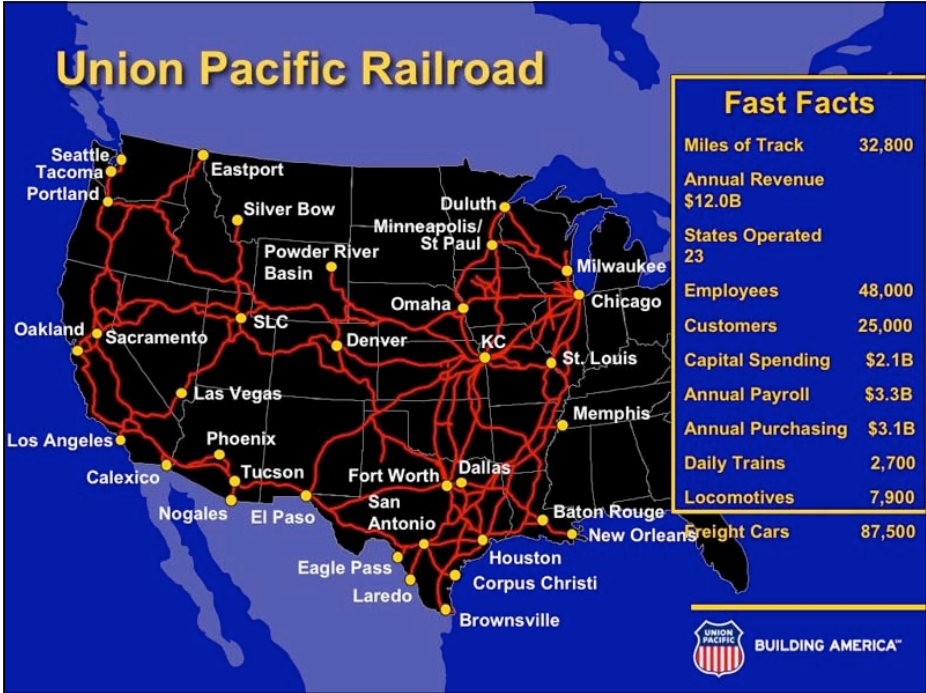 Union Pacific Railroad
Fast Facts
Miles of Track 32,800
Annual Revenue
$12.0B
States Operated
23
Employees 48,000
Customers 25,000
Capital Spending $2.1B
Annual Payroll $3.3B
Annual Purchasing $3.1B
Daily Trains 2,700
Locomotives 7,900
Freight Cars 87,500
Seattle
Tacoma
Portland
Eastport
Silver Bow
Powder River
Basin
Duluth
Minneapolis/
St Paul
Milwaukee
Chicago
Omaha
Oakland
Sacramento
SLC
Denver
KC
St. Louis
Las Vegas
Memphis
Los Angeles
Phoenix
Calexico
Tucson
Fort Worth
Dallas
Nogales
El Paso
San
Antonio
Baton Rouge
New Orleans
Houston
Eagle Pass
Corpus Christi
Laredo
Brownsville
UNION
PACIFIC
BUILDING AMERICA℠